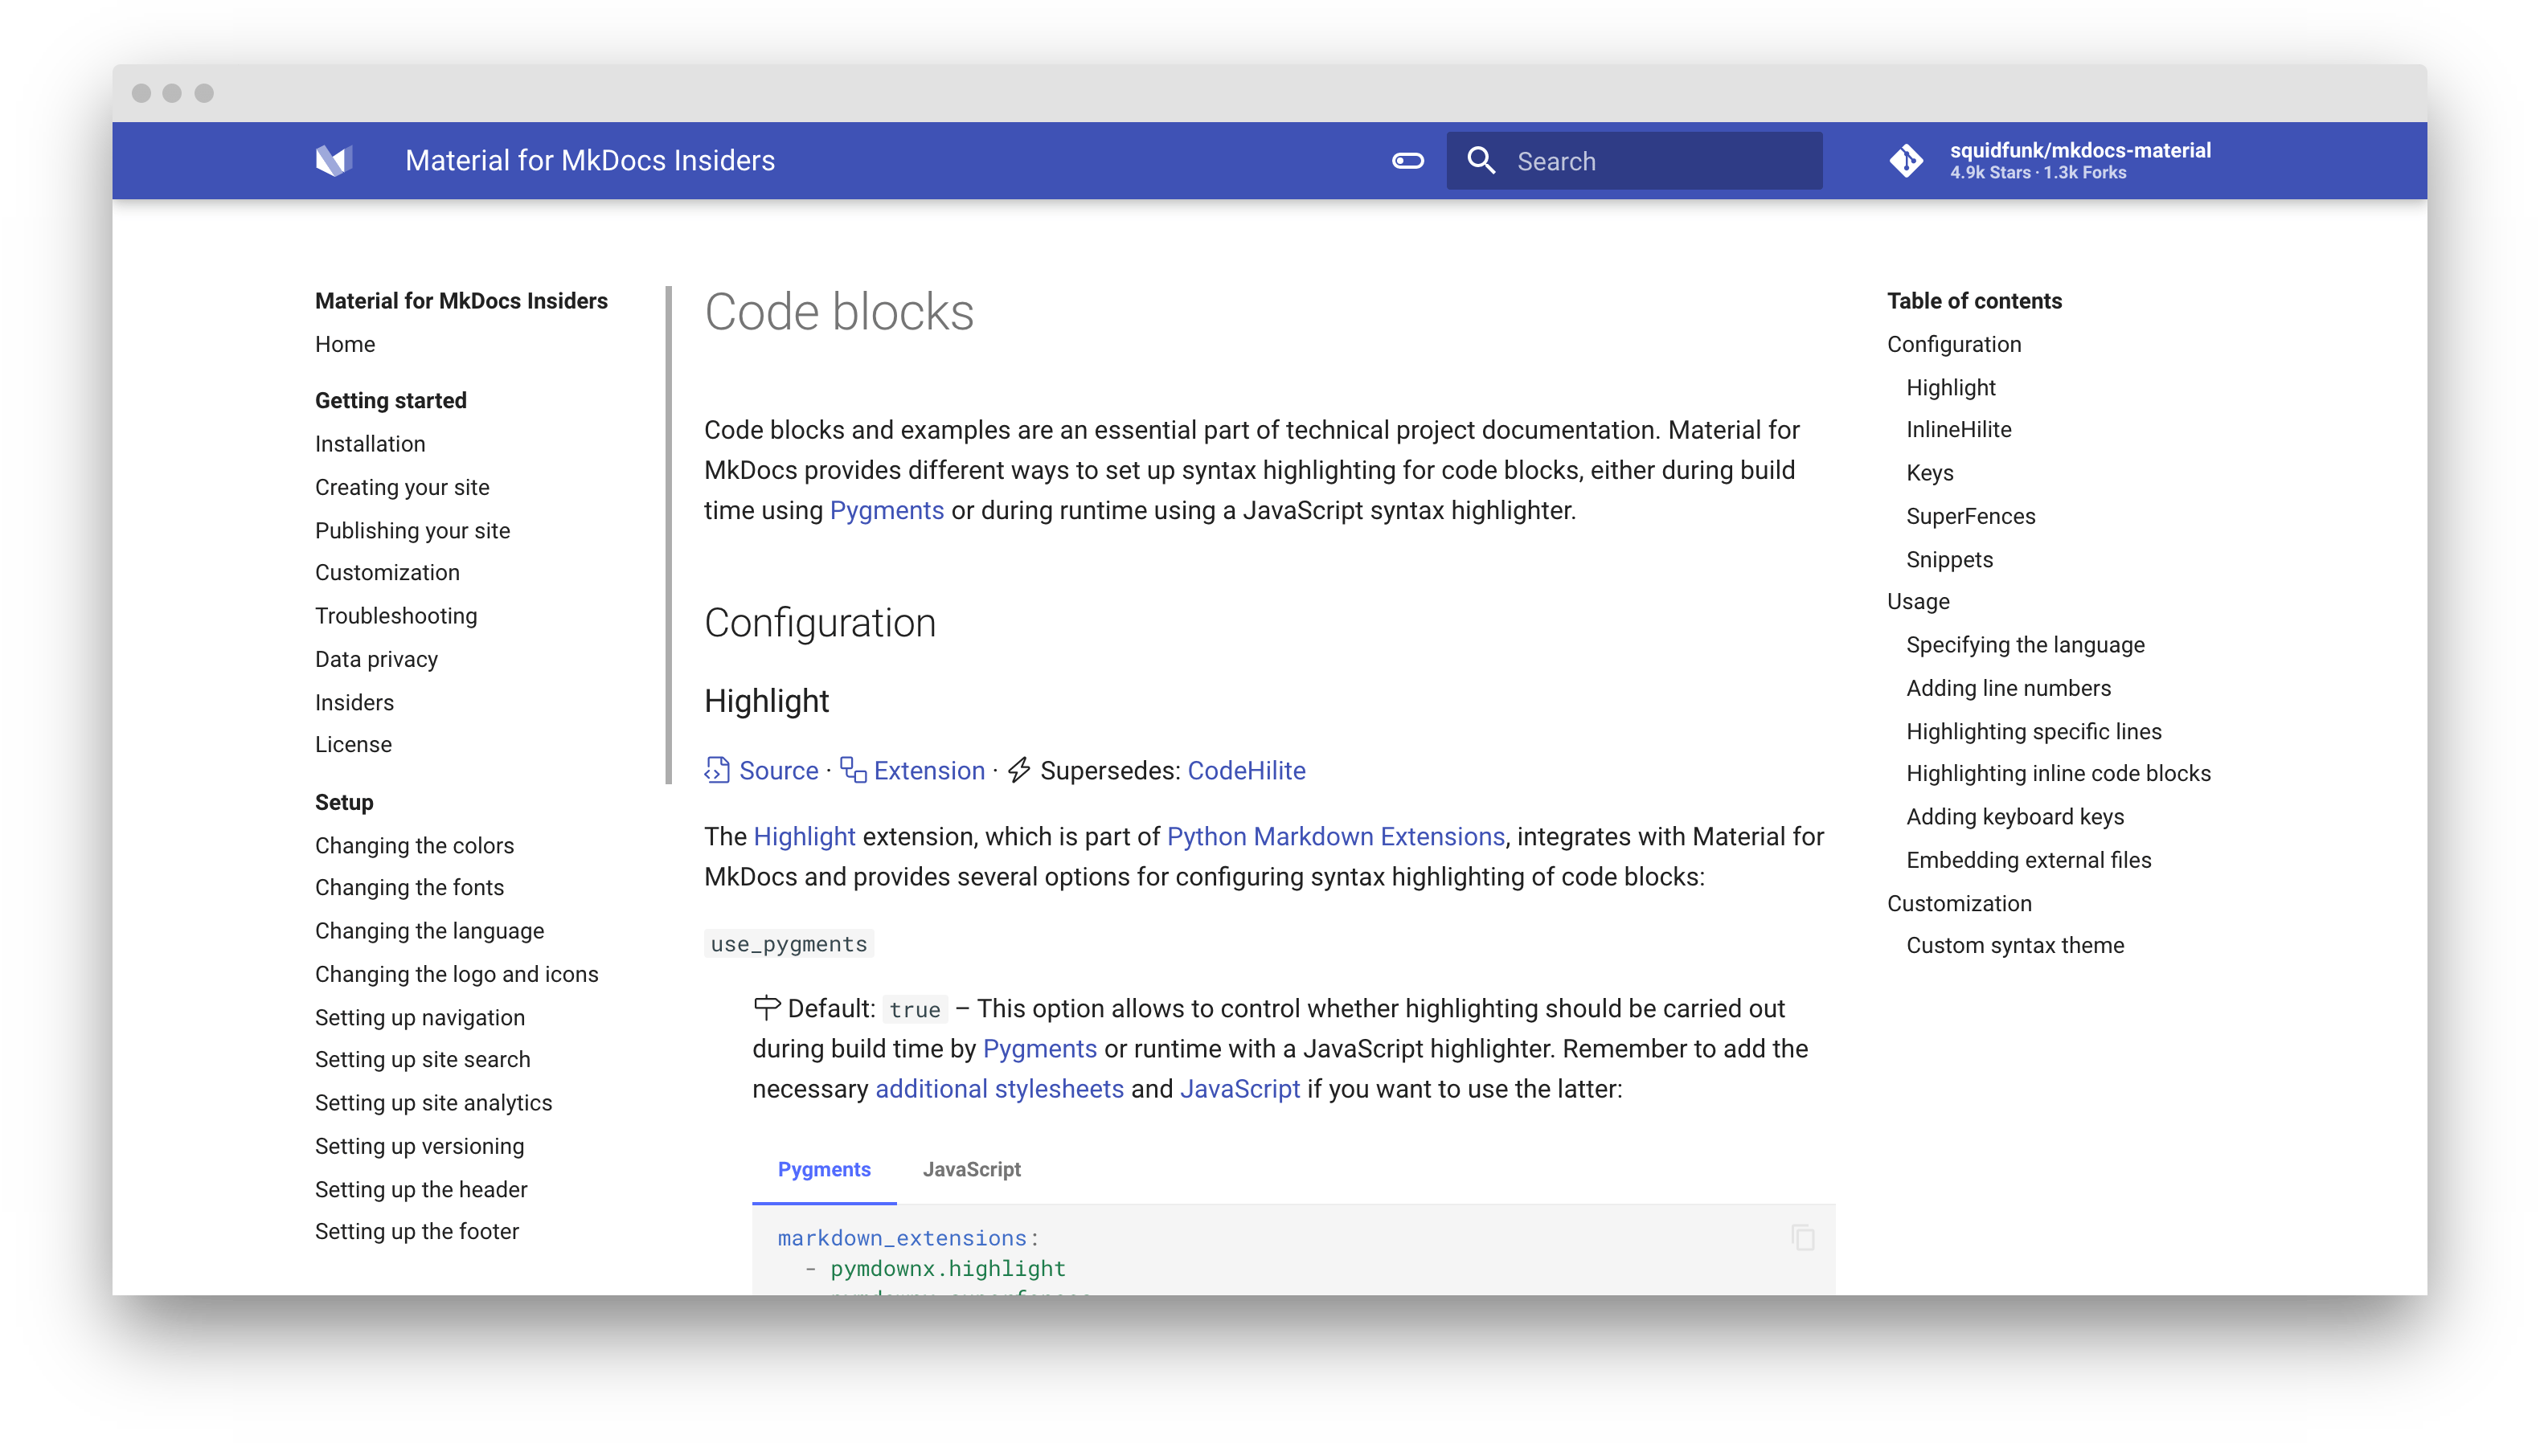 Material for MkDocs Insiders
Search
squidfunk/mkdocs-material
4.9k Stars · 1.3k Forks
Material for MkDocs Insiders
Home
Getting started
Installation
Creating your site
Publishing your site
Customization
Troubleshooting
Data privacy
Insiders
License
Setup
Changing the colors
Changing the fonts
Changing the language
Changing the logo and icons
Setting up navigation
Setting up site search
Setting up site analytics
Setting up versioning
Setting up the header
Setting up the footer
Code blocks
Code blocks and examples are an essential part of technical project documentation. Material for
MkDocs provides different ways to set up syntax highlighting for code blocks, either during build
time using Pygments or during runtime using a JavaScript syntax highlighter.
Configuration
Highlight
Source · Extension · Supersedes: CodeHilite
The Highlight extension, which is part of Python Markdown Extensions, integrates with Material for
MkDocs and provides several options for configuring syntax highlighting of code blocks:
use_pygments
Default: true – This option allows to control whether highlighting should be carried out
during build time by Pygments or runtime with a JavaScript highlighter. Remember to add the
necessary additional stylesheets and JavaScript if you want to use the latter:
Pygments JavaScript
markdown_extensions:
- pymdownx.highlight
Table of contents
Configuration
Highlight
InlineHilite
Keys
SuperFences
Snippets
Usage
Specifying the language
Adding line numbers
Highlighting specific lines
Highlighting inline code blocks
Adding keyboard keys
Embedding external files
Customization
Custom syntax theme